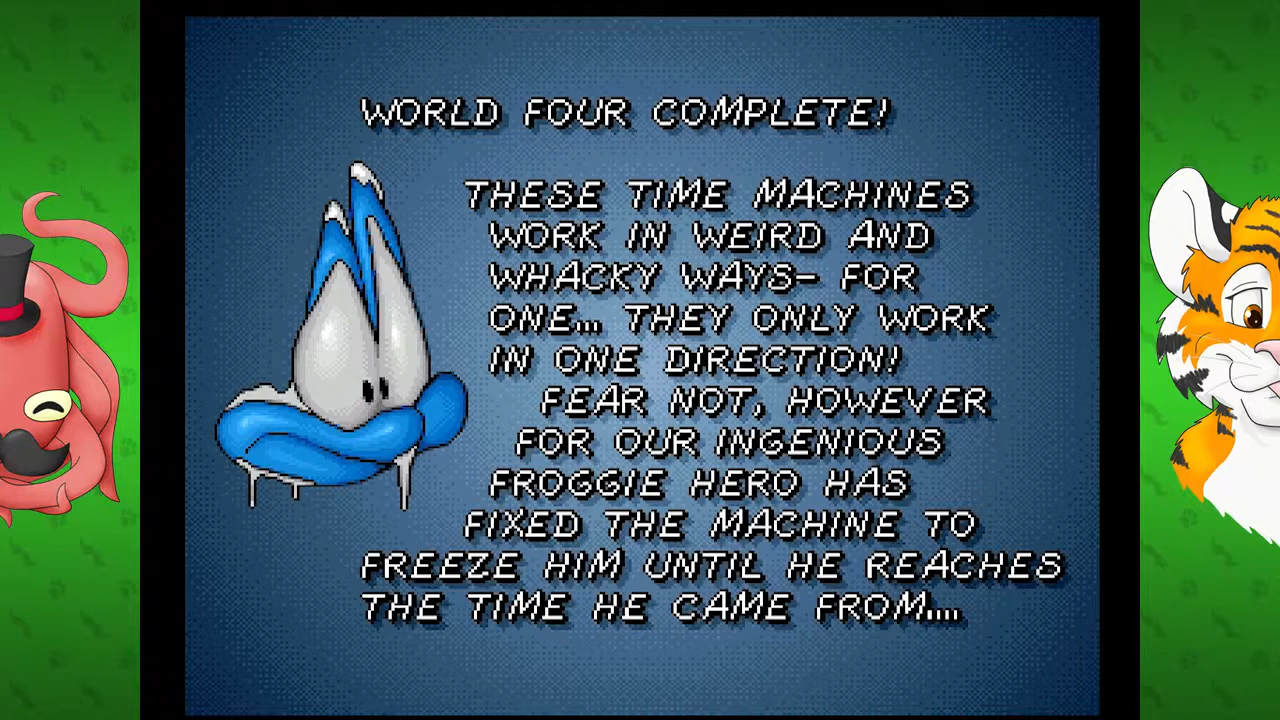 WORLD FOUR COMPLETE!
THESE TIME MACHINES
WORK IN WEIRD AND
WHACKY WAYS- FOR
ONE... THEY ONLY WORK
IN ONE DIRECTION!
FEAR NOT, HOWEVER
FOR OUR INGENIOUS
FROGGIE HERO HAS
FIXED THE MACHINE TO
FREEZE HIM UNTIL HE REACHES
THE TIME HE CAME FROM....